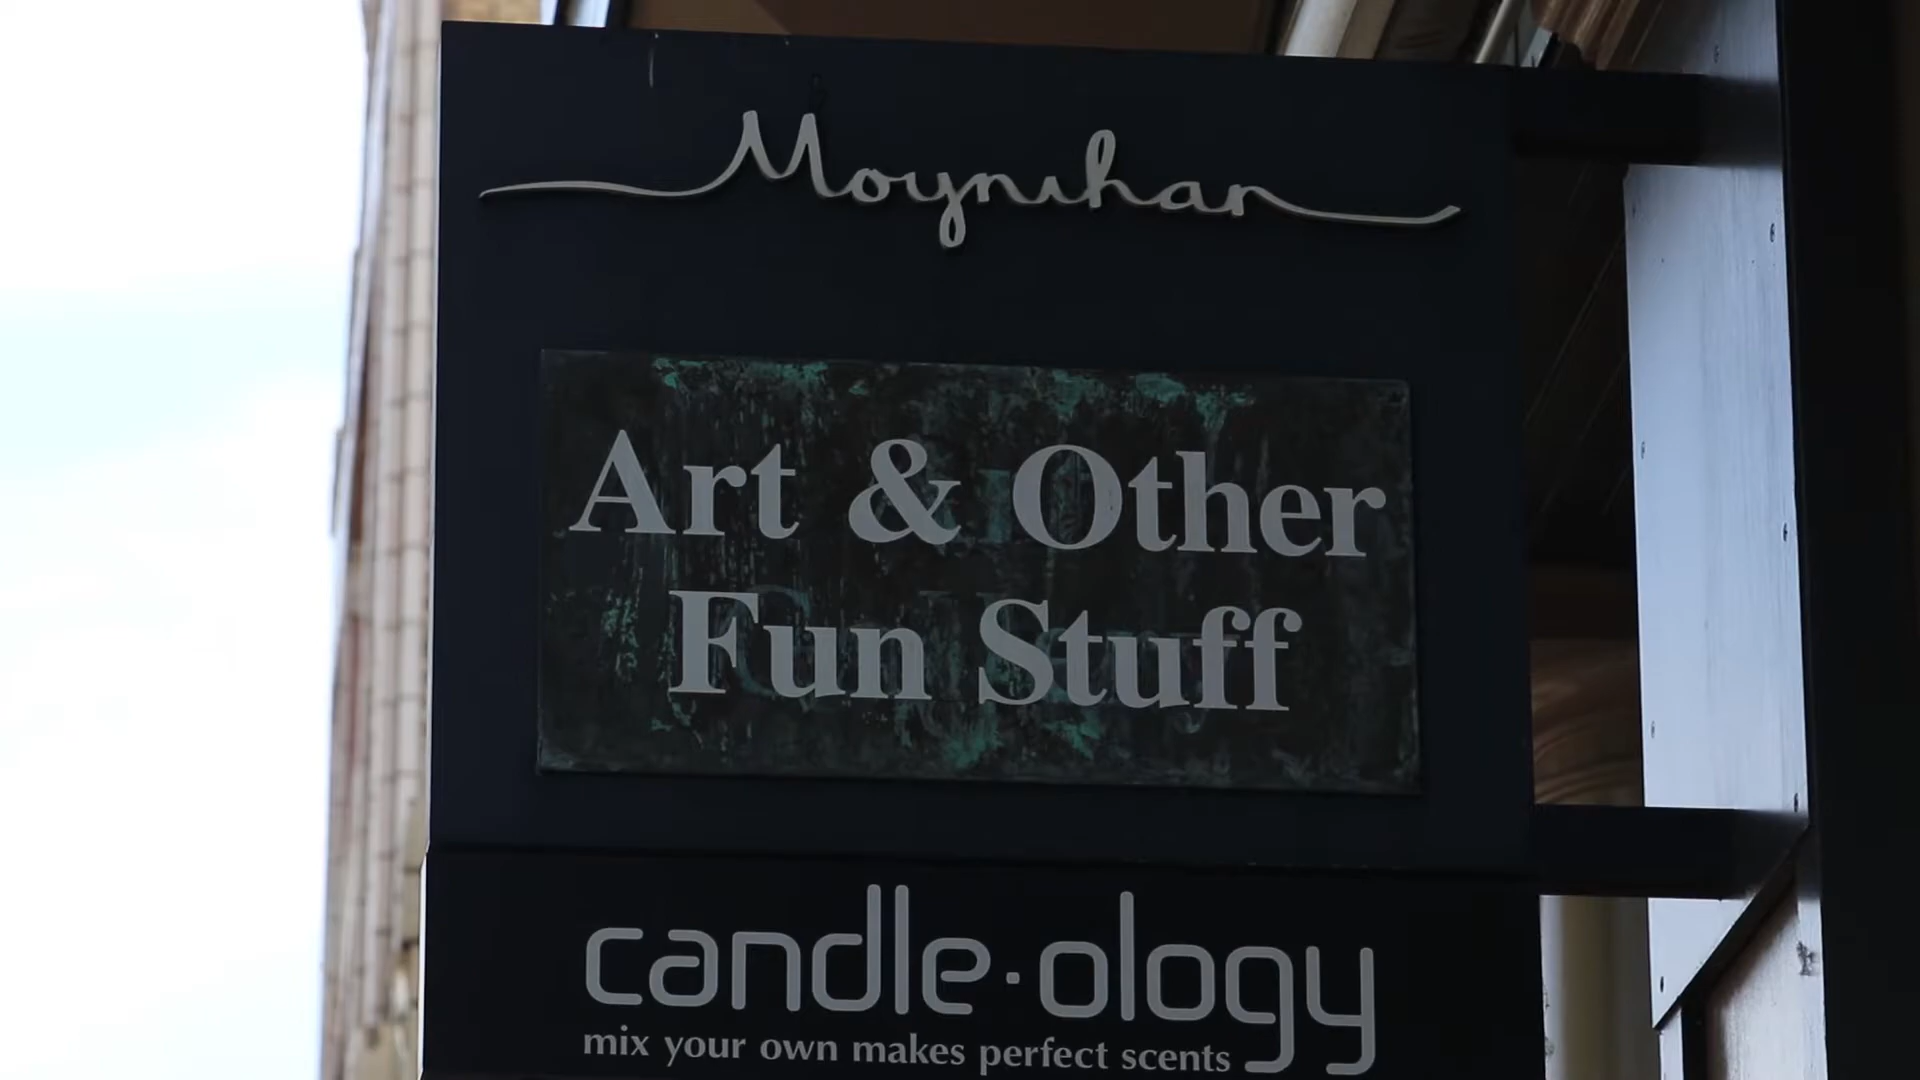 Moynihan
Art & Other
Fun Stuff
candle·ology
mix your own makes perfect scents